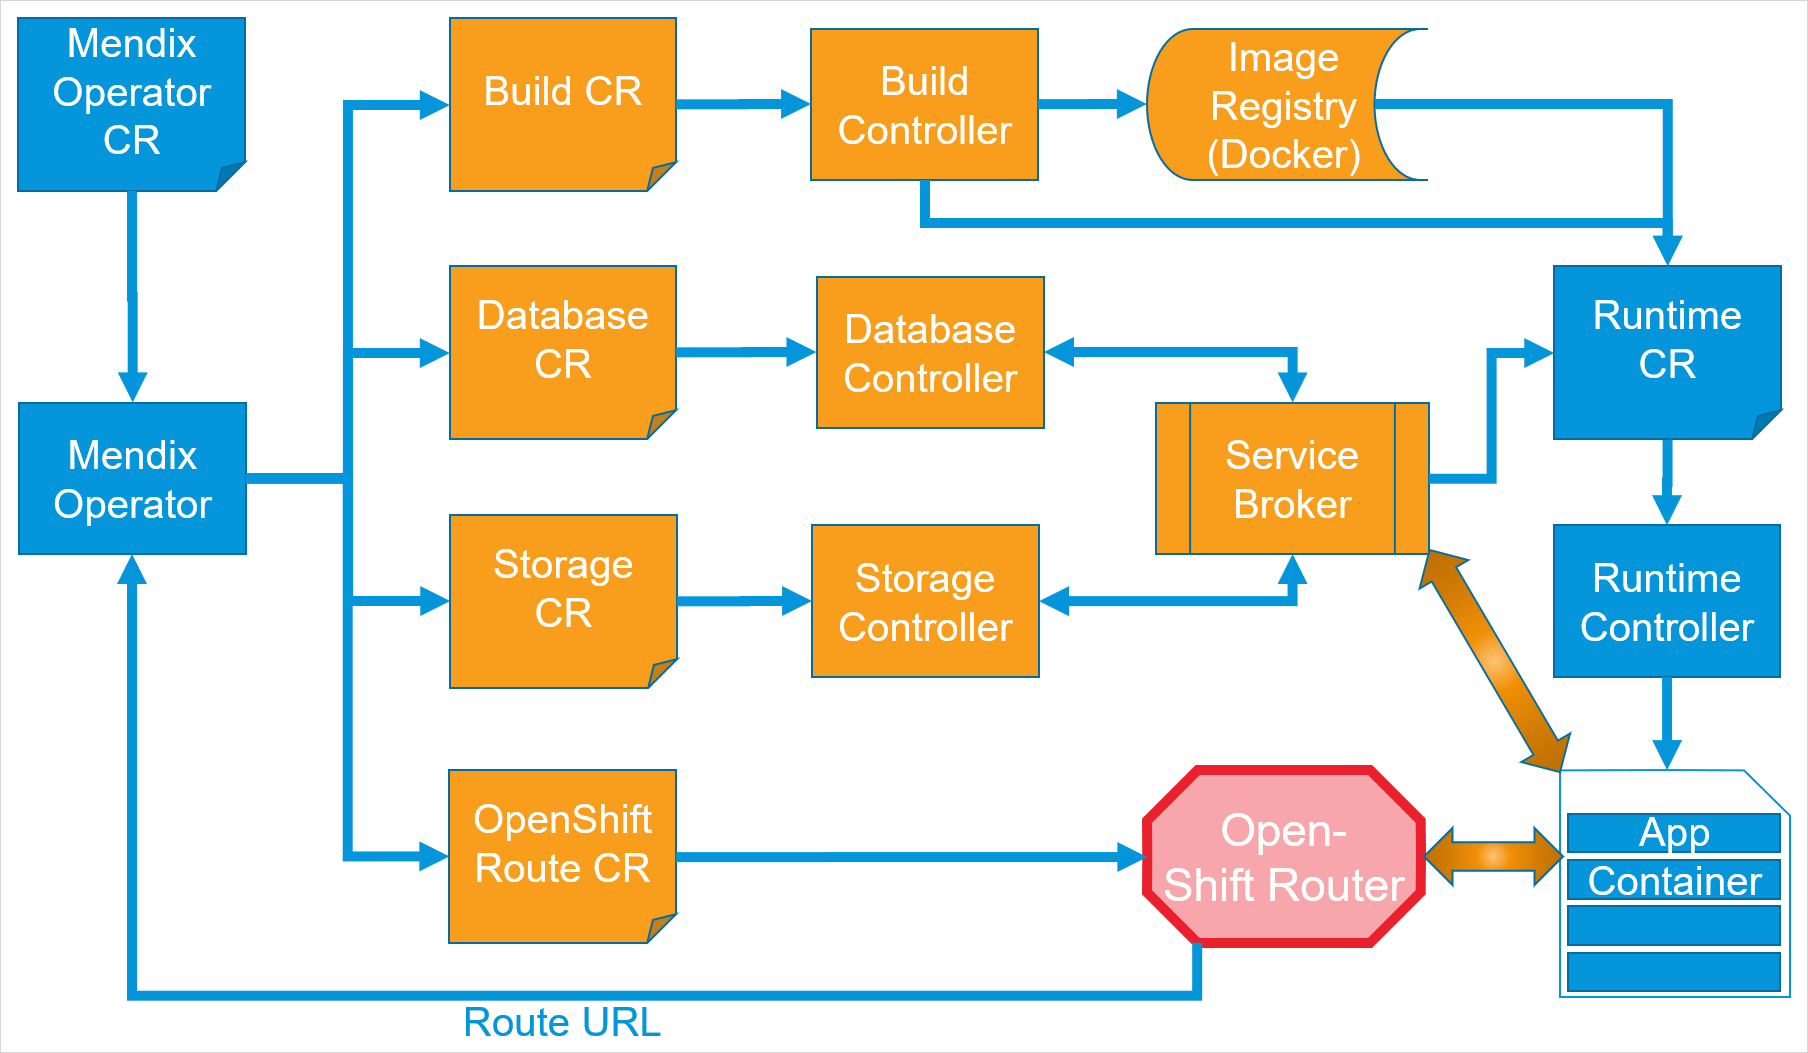 Mendix
Operator
CR
Build CR
Build
Controller
Image
Registry
(Docker)
Database
CR
Database
Controller
Runtime
CR
Mendix
Operator
Service
Broker
Storage
CR
Storage
Controller
Runtime
Controller
OpenShift
Route CR
Open-
Shift Router
App
Container
Route URL